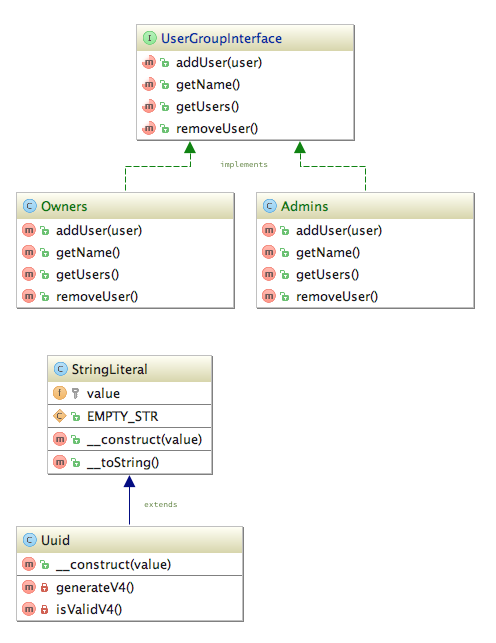 UserGroupInterface
addUser(user)
getName()
getUsers()
removeUser()
implements
Owners
addUser(user)
getName()
getUsers()
removeUser()
Admins
addUser(user)
getName()
getUsers()
removeUser()
StringLiteral
value
EMPTY_STR
__construct(value)
__toString()
extends
Uuid
__construct(value)
generateV4()
isValidV4()